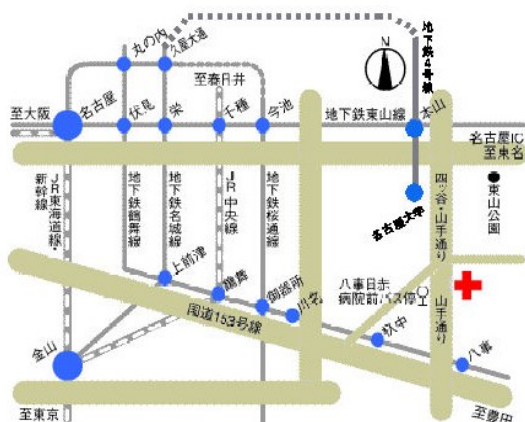 丸の内
久屋大通
地下鉄4号線
N
至春日井
至大阪
名古屋
伏見
栄
千種
今池
地下鉄東山線
本山
名古屋IC
至東名
JR東海道線・
新幹線
地下鉄鶴舞線
地下鉄名城線
JR中央線
地下鉄桜通線
名古屋大学
四ッ谷・山手通り
東山公園
上前津
鶴舞
御器所
川名
八事日赤
病院前バス停
山手通り
国道153号線
杁中
八事
金山
至東京
至豊田